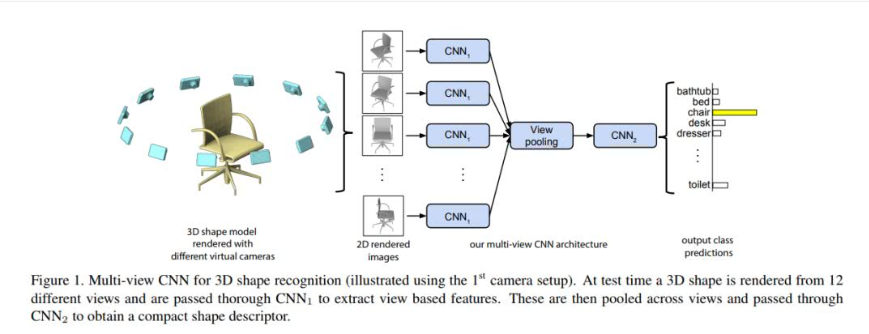 CNN₁
CNN₁
CNN₁
⋮
⋮
CNN₁
View
pooling
CNN₂
bathtub
bed
chair
desk
dresser
⋮
toilet
3D shape model
rendered with
different virtual cameras
2D rendered
images
our multi-view CNN architecture
output class
predictions
Figure 1. Multi-view CNN for 3D shape recognition (illustrated using the 1st camera setup). At test time a 3D shape is rendered from 12
different views and are passed thorough CNN₁ to extract view based features. These are then pooled across views and passed through
CNN₂ to obtain a compact shape descriptor.